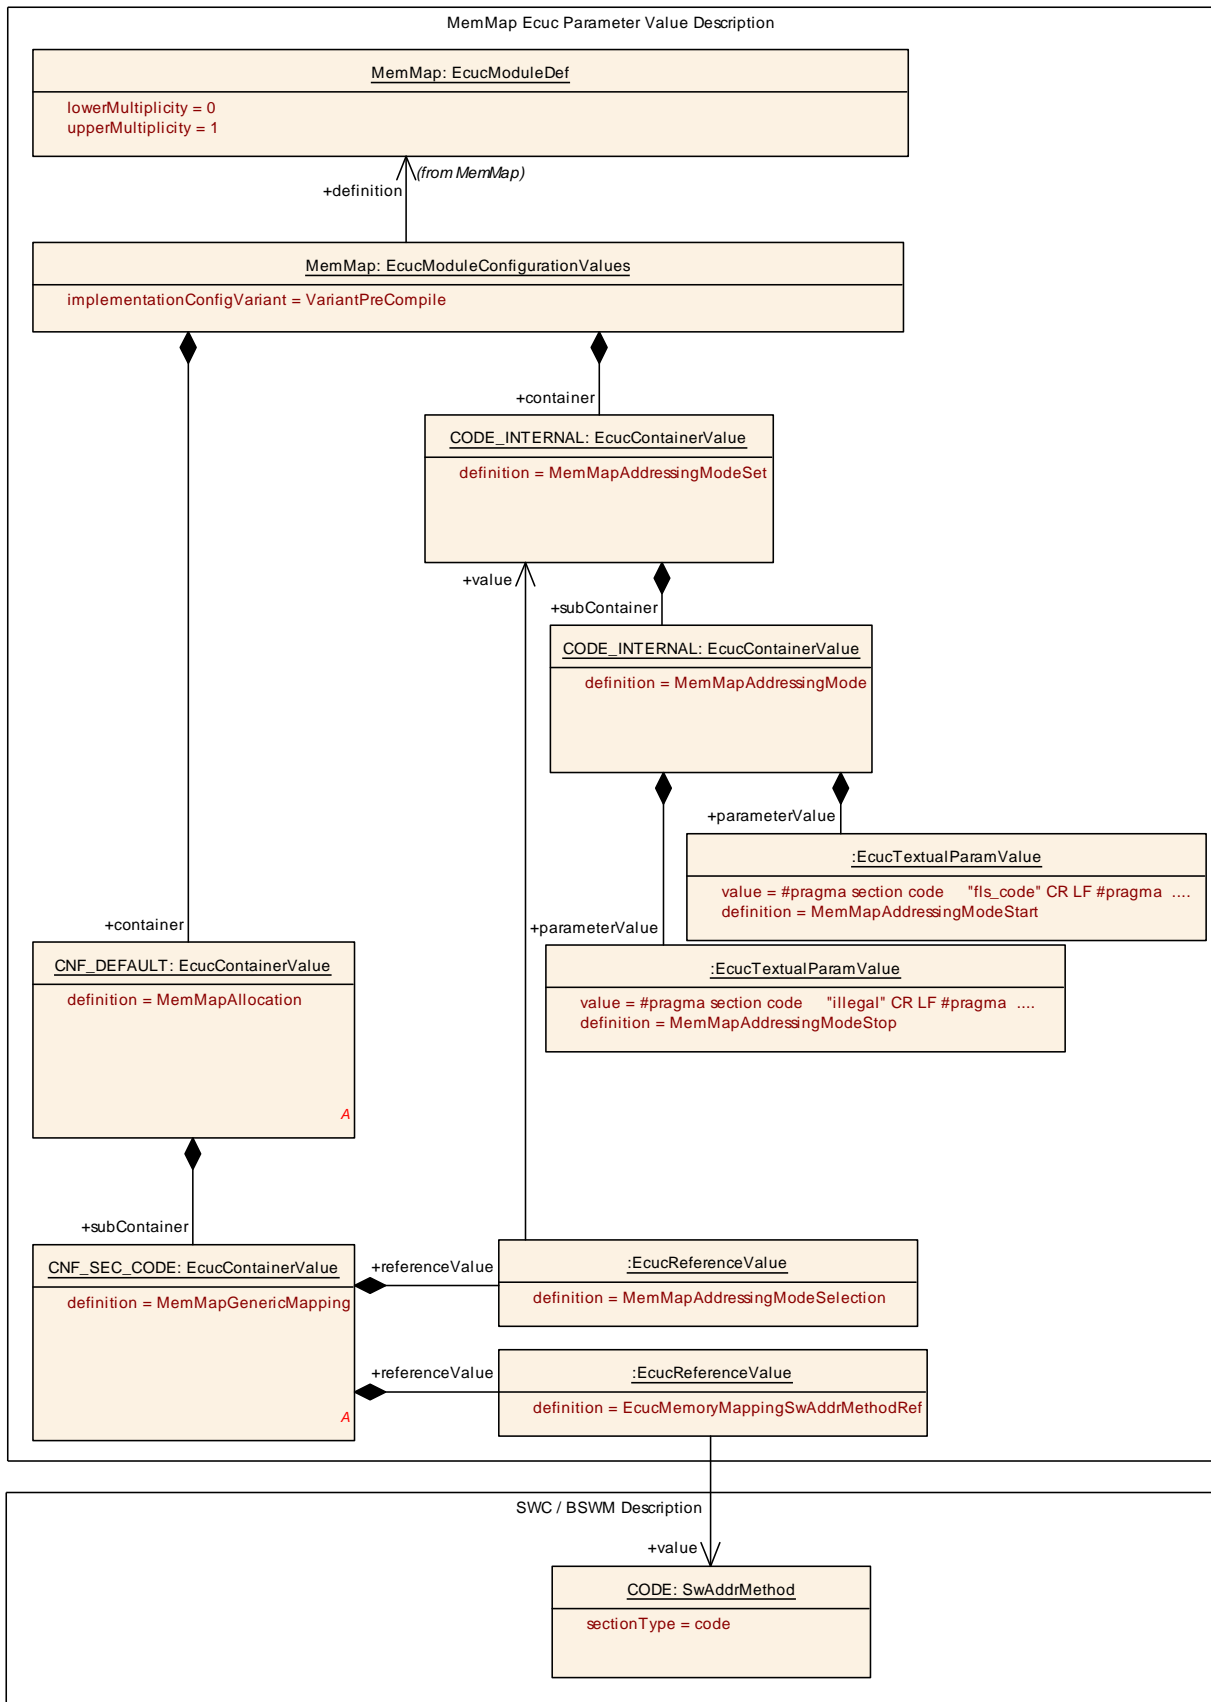 MemMap Ecuc Parameter Value Description
MemMap: EcucModuleDef
lowerMultiplicity = 0
upperMultiplicity = 1
(from MemMap)
+definition
MemMap: EcucModuleConfigurationValues
implementationConfigVariant = VariantPreCompile
+container
CODE_INTERNAL: EcucContainerValue
definition = MemMapAddressingModeSet
+value
+subContainer
CODE_INTERNAL: EcucContainerValue
definition = MemMapAddressingMode
+parameterValue
:EcucTextualParamValue
value = #pragma section code "fls_code" CR LF #pragma ....
definition = MemMapAddressingModeStart
+container
+parameterValue
CNF_DEFAULT: EcucContainerValue
definition = MemMapAllocation
A
:EcucTextualParamValue
value = #pragma section code "illegal" CR LF #pragma ....
definition = MemMapAddressingModeStop
+subContainer
CNF_SEC_CODE: EcucContainerValue
definition = MemMapGenericMapping
A
+referenceValue
:EcucReferenceValue
definition = MemMapAddressingModeSelection
+referenceValue
:EcucReferenceValue
definition = EcucMemoryMappingSwAddrMethodRef
SWC / BSWM Description
+value
CODE: SwAddrMethod
sectionType = code